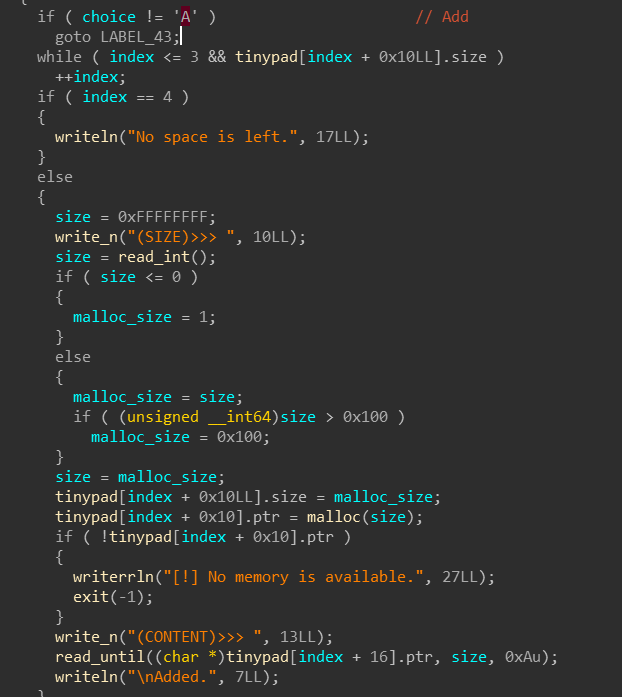 {
if ( choice != 'A' ) // Add
goto LABEL_43;
while ( index <= 3 && tinypad[index + 0x10LL].size )
++index;
if ( index == 4 )
{
writeln("No space is left.", 17LL);
}
else
{
size = 0xFFFFFFFF;
write_n("(SIZE)>>> ", 10LL);
size = read_int();
if ( size <= 0 )
{
malloc_size = 1;
}
else
{
malloc_size = size;
if ( (unsigned __int64)size > 0x100 )
malloc_size = 0x100;
}
size = malloc_size;
tinypad[index + 0x10LL].size = malloc_size;
tinypad[index + 0x10].ptr = malloc(size);
if ( !tinypad[index + 0x10].ptr )
{
writerrln("[!] No memory is available.", 27LL);
exit(-1);
}
write_n("(CONTENT)>>> ", 13LL);
read_until((char *)tinypad[index + 16].ptr, size, 0xAu);
writeln("\nAdded.", 7LL);
}